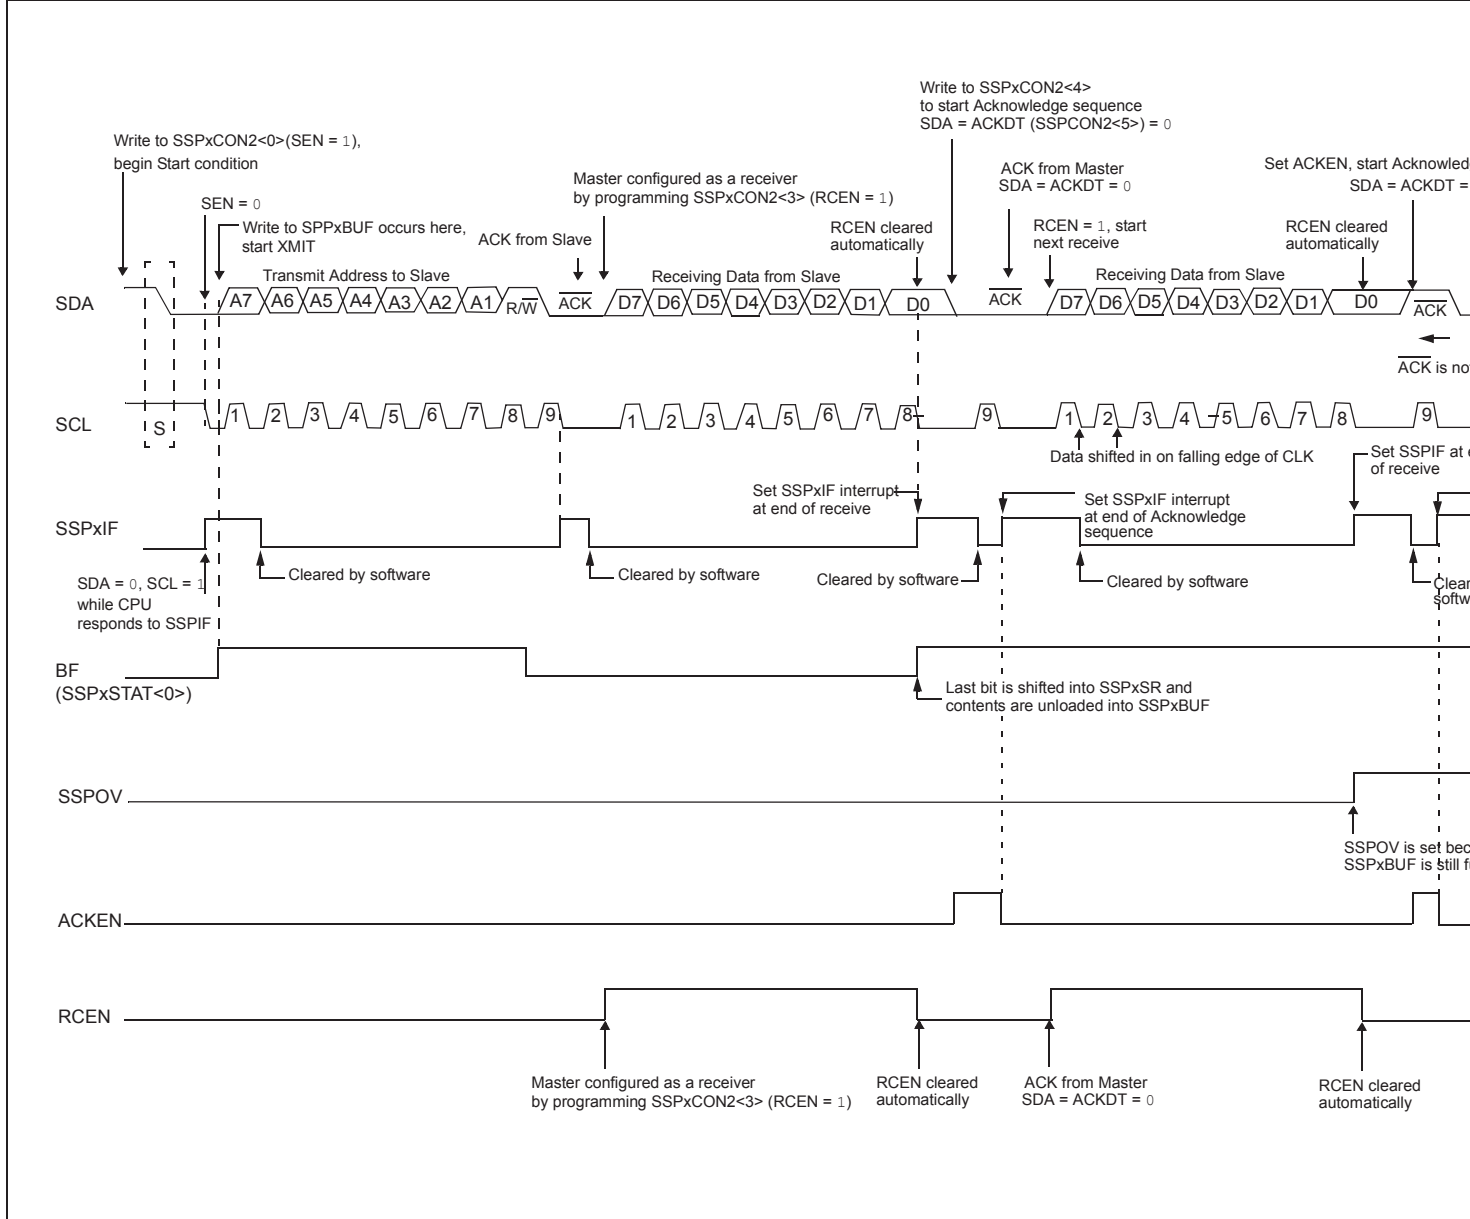 Write to SSPxCON2<4>
to start Acknowledge sequence
SDA = ACKDT (SSPCON2<5>) = 0
Write to SSPxCON2<0>(SEN = 1),
begin Start condition
ACK from Master
SDA = ACKDT = 0
Set ACKEN, start
SDA = ACKDT =
Master configured as a receiver
by programming SSPxCON2<3> (RCEN = 1)
SEN = 0
Write to SPPxBUF occurs here,
start XMIT
ACK from Slave
RCEN cleared
automatically
RCEN = 1, start
next receive
RCEN cleared
automatically
Transmit Address to Slave
Receiving Data from Slave
Receiving Data from Slave
SDA
A7 A6 A5 A4 A3 A2 A1 R/W ACK D7 D6 D5 D4 D3 D2 D1 D0 ACK D7 D6 D5 D4 D3 D2 D1 D0 ACK
ACK is
SCL
S
1 2 3 4 5 6 7 8 9 1 2 3 4 5 6 7 8 9 1 2 3 4 5 6 7 8 9
Data shifted in on falling edge of CLK
Set SSPIF at
of receive
Set SSPxIF interrupt
at end of receive
Set SSPxIF interrupt
at end of Acknowledge
sequence
SSPxIF
Cleared by software
Cleared by software
Cleared by software
Cleared by software
SDA = 0, SCL = 1
while CPU
responds to SSPIF
BF
(SSPxSTAT<0>)
Last bit is shifted into SSPxSR and
contents are unloaded into SSPxBUF
SSPOV
SSPOV is set
SSPxBUF is still
ACKEN
RCEN
Master configured as a receiver
by programming SSPxCON2<3> (RCEN = 1)
RCEN cleared
automatically
ACK from Master
SDA = ACKDT = 0
RCEN cleared
automatically